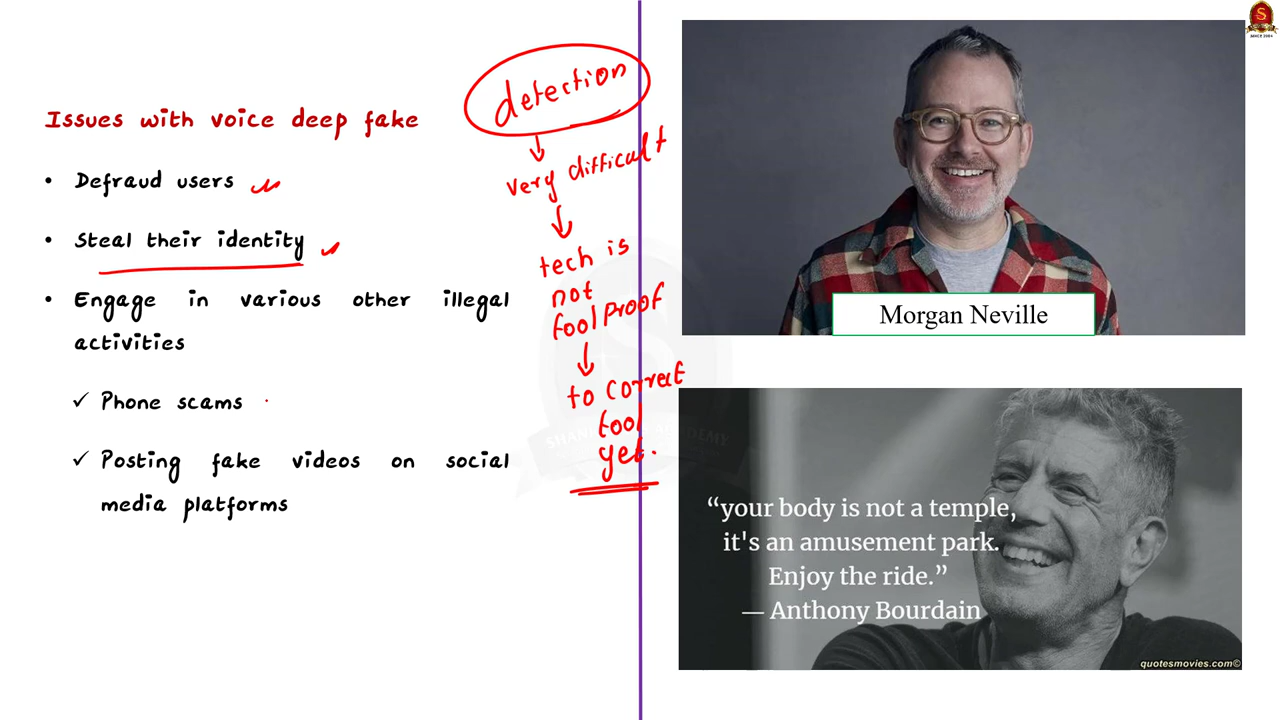 Issues with voice deep fake
• Defraud users
• Steal their identity
• Engage in various other illegal
activities
✓ Phone scams
✓ Posting fake videos on social
media platforms
detection
very difficult
tech is
not
foolproof
to correct
tool
yet.
S
SINCE 2004
Morgan Neville
“your body is not a temple,
it's an amusement park.
Enjoy the ride.”
— Anthony Bourdain
quotesmovies.com©